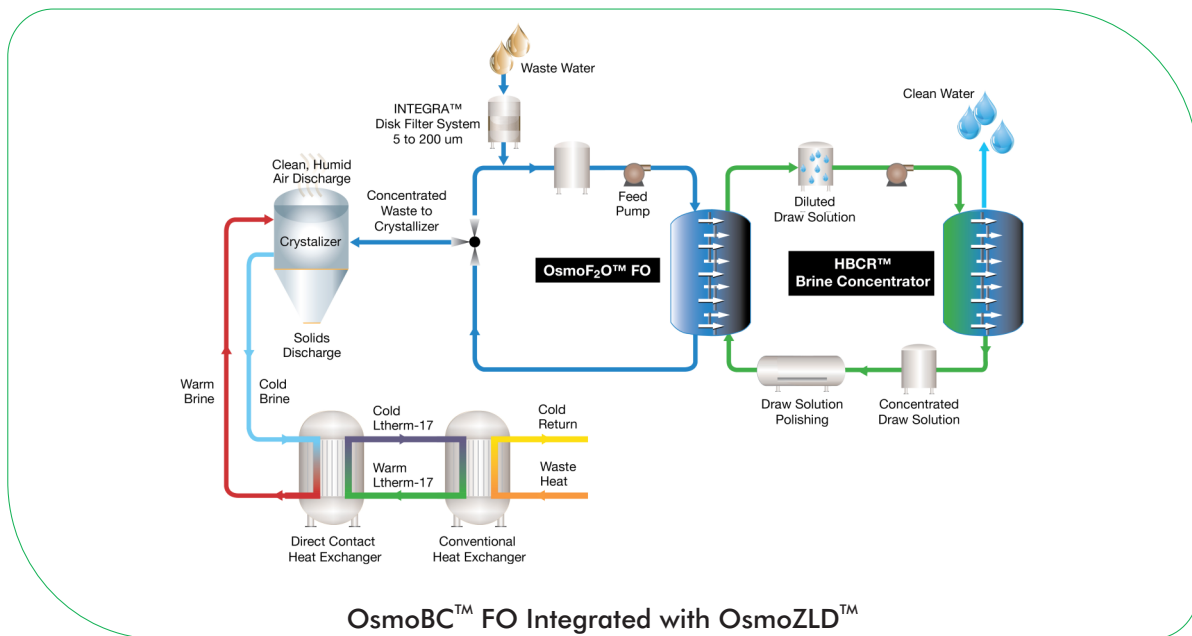 Waste Water
INTEGRA™
Disk Filter System
5 to 200 um
Clean Water
Clean, Humid
Air Discharge
Concentrated
Waste to
Crystallizer
Feed
Pump
Diluted
Draw Solution
Crystalizer
OsmoF₂O™ FO
HBCR™
Brine Concentrator
Solids
Discharge
Warm
Brine
Cold
Brine
Draw Solution
Polishing
Concentrated
Draw Solution
Cold
Ltherm-17
Cold
Return
Warm
Ltherm-17
Waste
Heat
Direct Contact
Heat Exchanger
Conventional
Heat Exchanger
OsmoBC™ FO Integrated with OsmoZLD™